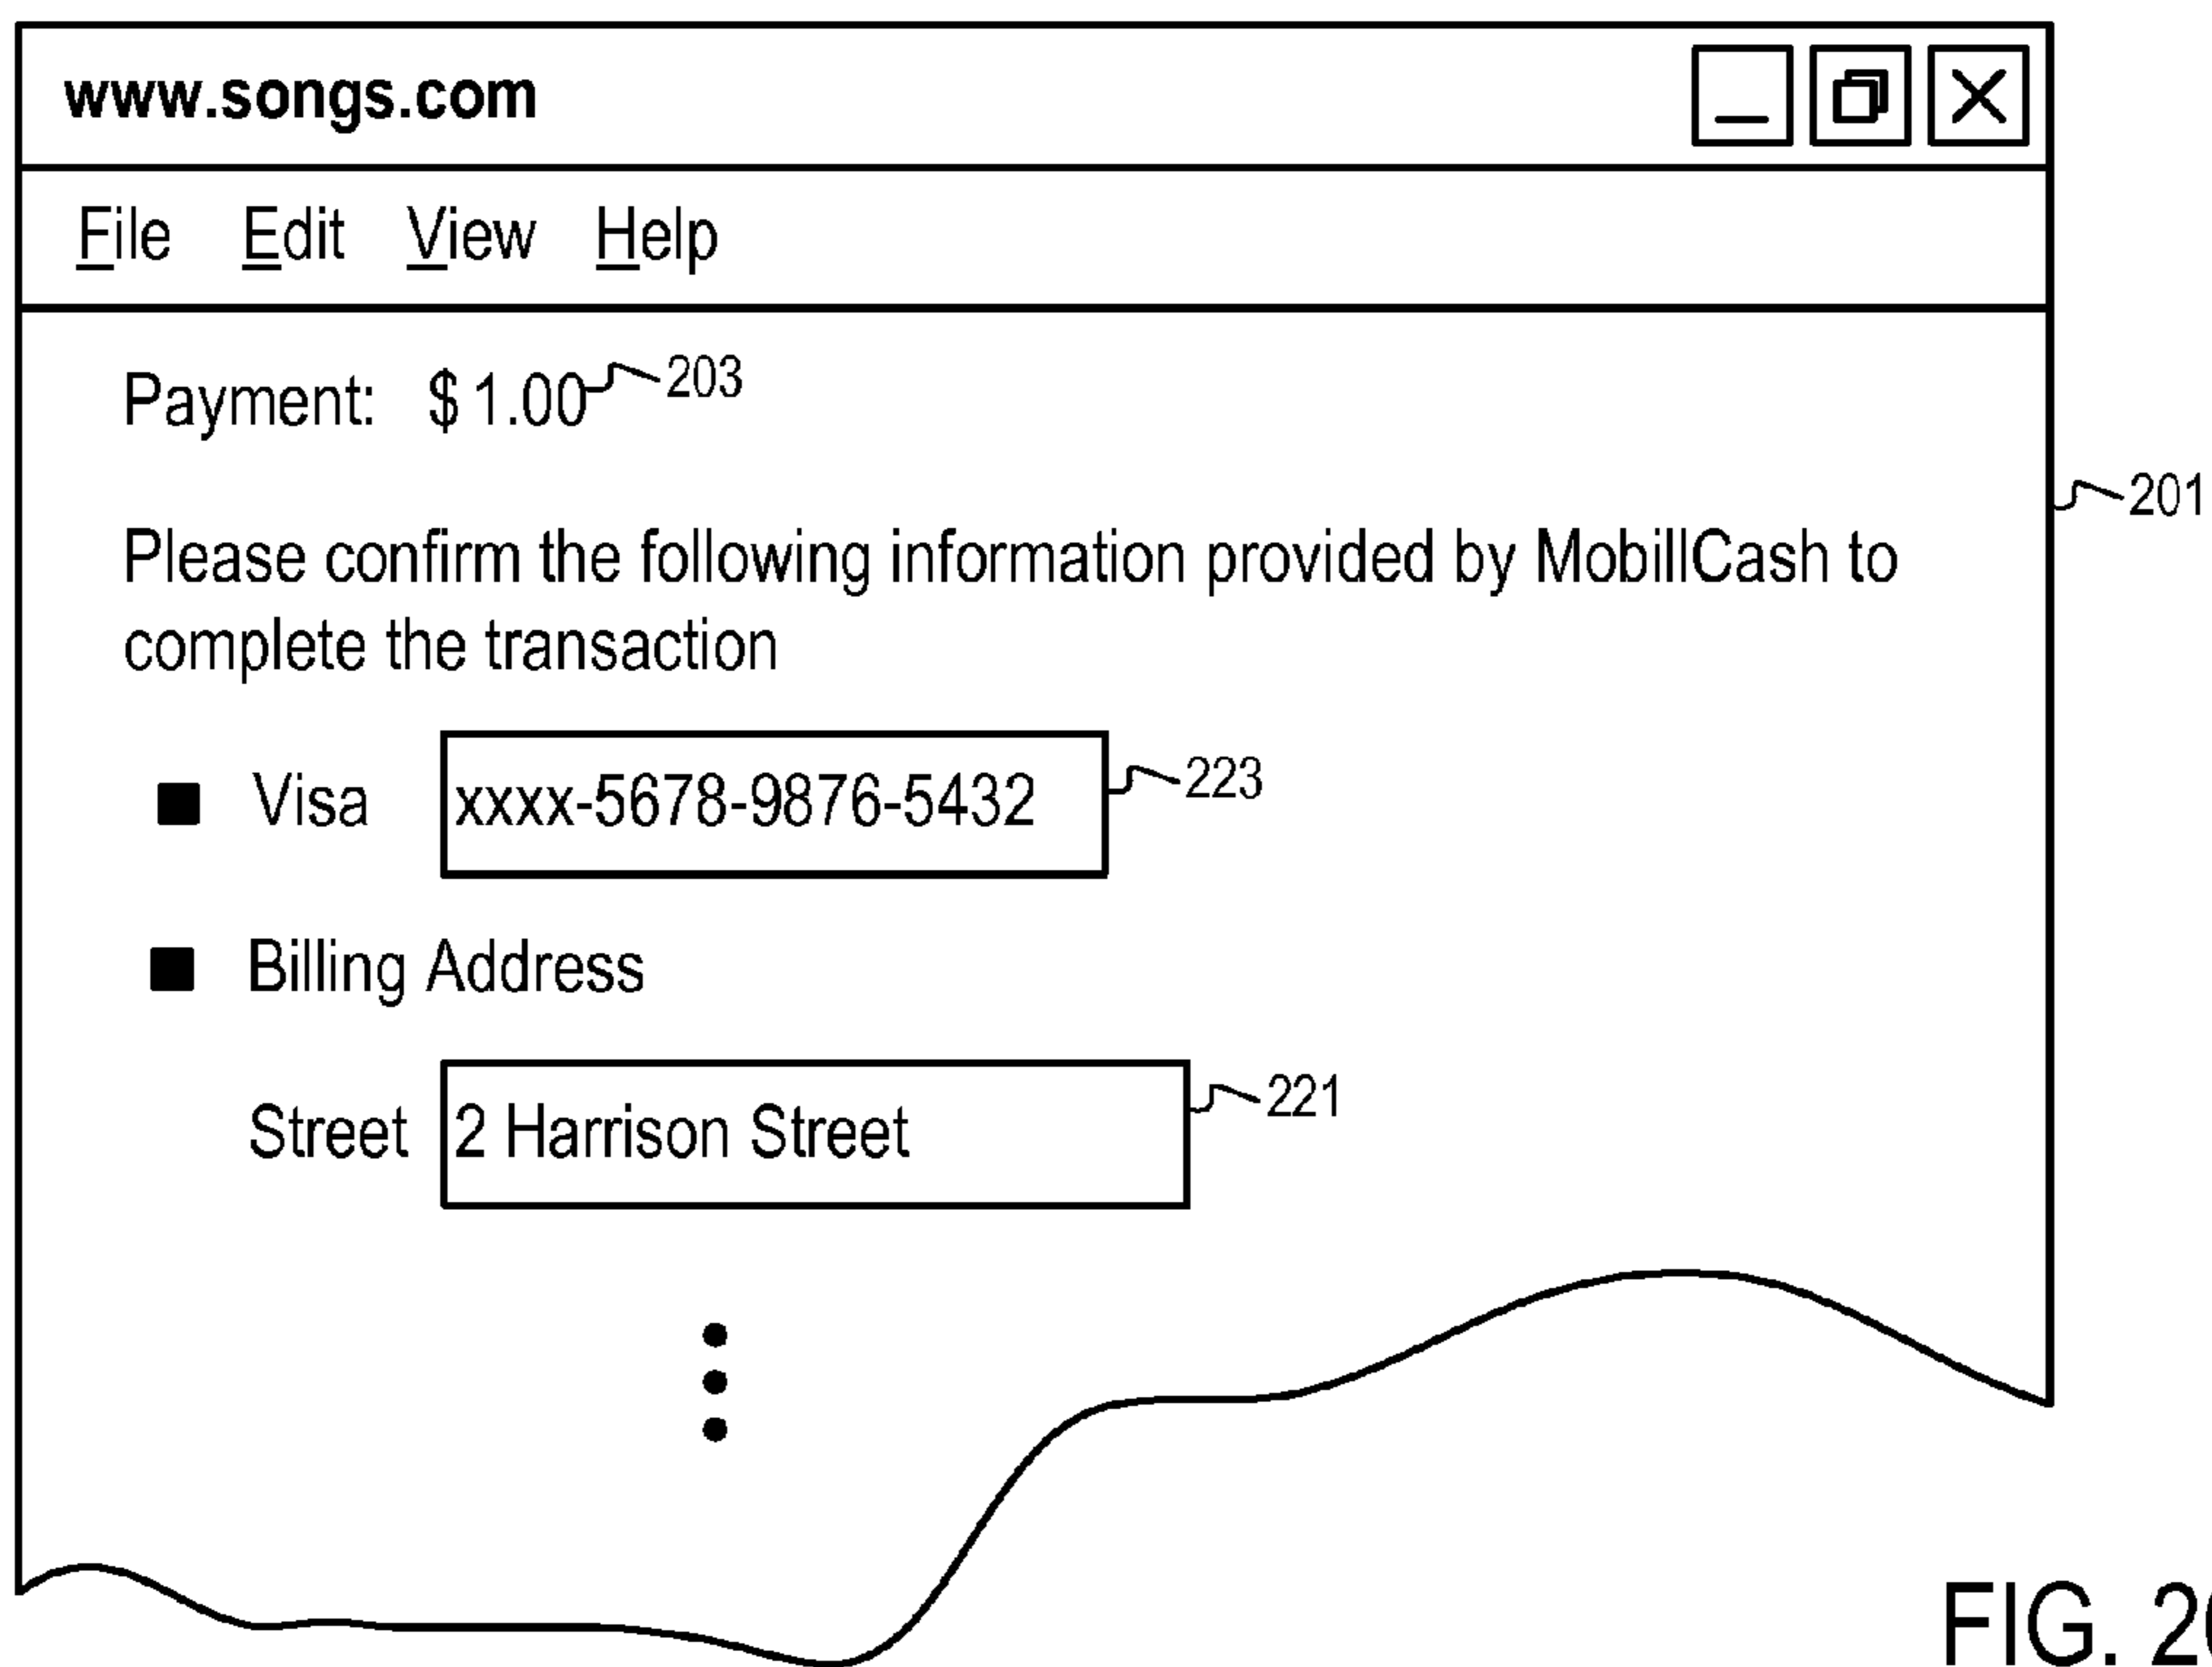 www.songs.com
File Edit View Help
Payment: $1.00 203
201
Please confirm the following information provided by MobillCash to
complete the transaction
Visa xxxx-5678-9876-5432 223
Billing Address
Street 2 Harrison Street 221
FIG.